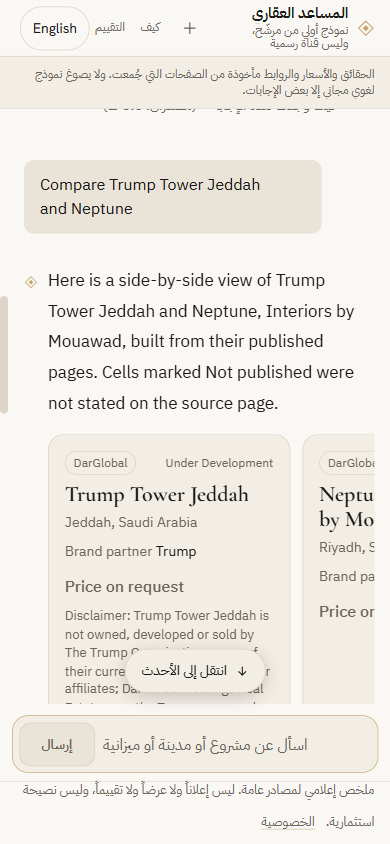 المساعد العقاري
نموذج أولي من مرشّح،
وليس قناة رسمية
كيف
التقييم
English
الحقائق والأسعار والروابط مأخوذة من الصفحات التي جُمعت. ولا يصوغ نموذج
لغوي مجاني إلا بعض الإجابات.
Compare Trump Tower Jeddah
and Neptune
Here is a side-by-side view of Trump
Tower Jeddah and Neptune, Interiors by
Mouawad, built from their published
pages. Cells marked Not published were
not stated on the source page.
DarGlobal
Under Development
Trump Tower Jeddah
Jeddah, Saudi Arabia
Brand partner Trump
Price on request
Disclaimer: Trump Tower Jeddah is
not owned, developed or sold by
The Trump
their curre
affiliates;
DarGloba
Neptu
by Mo
Riyadh, S
Brand pa
Price or
انتقل إلى الأحدث
اسأل عن مشروع أو مدينة أو ميزانية
إرسال
ملخص إعلامي لمصادر عامة. ليس إعلاناً ولا عرضاً ولا تقييماً، وليس نصيحة
استثمارية. الخصوصية